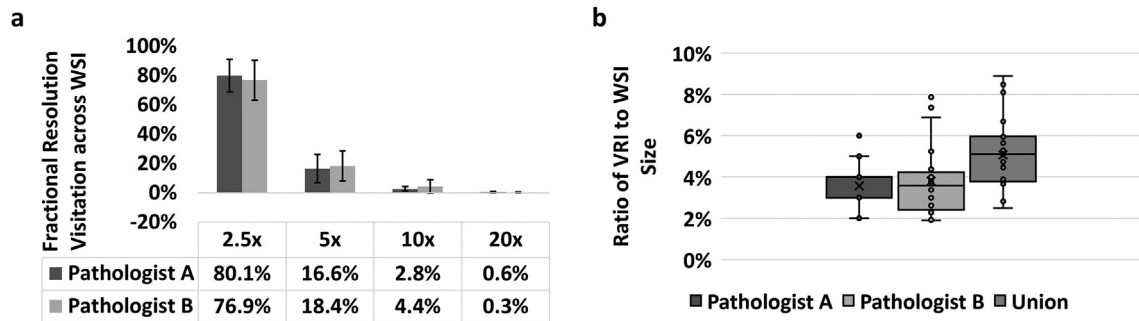 a
Fractional Resolution
Visitation across WSI
100%
80%
60%
40%
20%
0%
-20%
2.5x 5x 10x 20x
Pathologist A 80.1% 16.6% 2.8% 0.6%
Pathologist B 76.9% 18.4% 4.4% 0.3%
b
Ratio of VRI to WSI
Size
10%
8%
6%
4%
2%
0%
Pathologist A Pathologist B Union